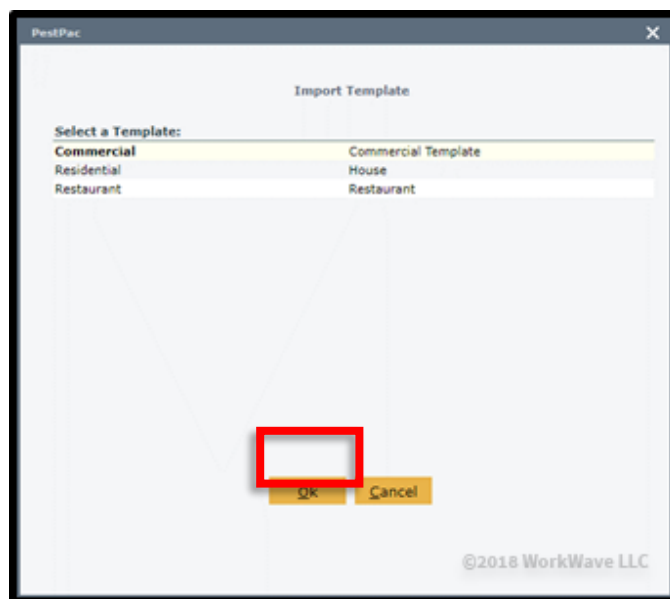 PestPac
Import Template
Select a Template:
Commercial Commercial Template
Residential House
Restaurant Restaurant
Ok Cancel
©2018 WorkWave LLC